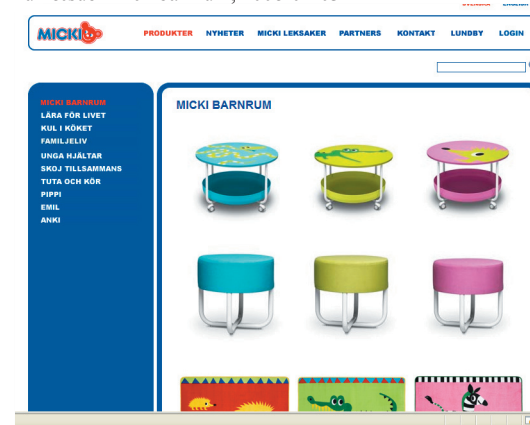 MICKI
PRODUKTER NYHETER MICKI LEKSAKER PARTNERS KONTAKT LUNDBY LOGIN
MICKI BARNRUM
LÄRA FÖR LIVET
KUL I KÖKET
FAMILJELIV
UNGA HJÄLTAR
SKOJ TILLSAMMANS
TUTA OCH KÖR
PIPPI
EMIL
ANKI
MICKI BARNRUM